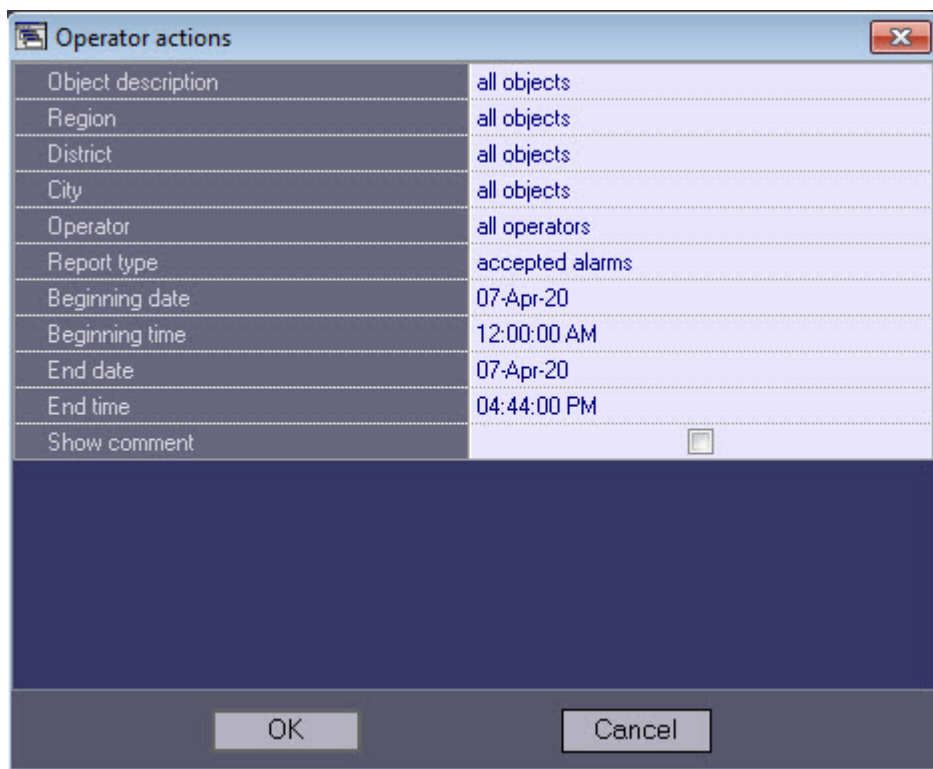 Operator actions
Object description all objects
Region all objects
District all objects
City all objects
Operator all operators
Report type accepted alarms
Beginning date 07-Apr-20
Beginning time 12:00:00 AM
End date 07-Apr-20
End time 04:44:00 PM
Show comment
OK Cancel